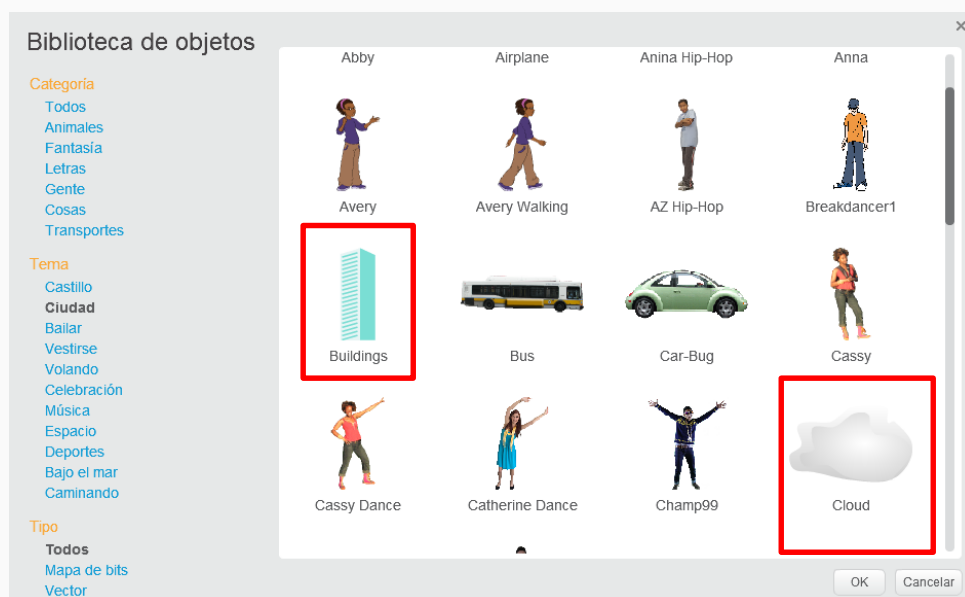 Biblioteca de objetos
×
Categoría
Todos
Animales
Fantasía
Letras
Gente
Cosas
Transportes
Tema
Castillo
Ciudad
Bailar
Vestirse
Volando
Celebración
Música
Espacio
Deportes
Bajo el mar
Caminando
Tipo
Todos
Mapa de bits
Vector
Abby Airplane Anina Hip-Hop Anna
Avery Avery Walking AZ Hip-Hop Breakdancer1
Buildings Bus Car-Bug Cassy
Cassy Dance Catherine Dance Champ99 Cloud
OK Cancelar